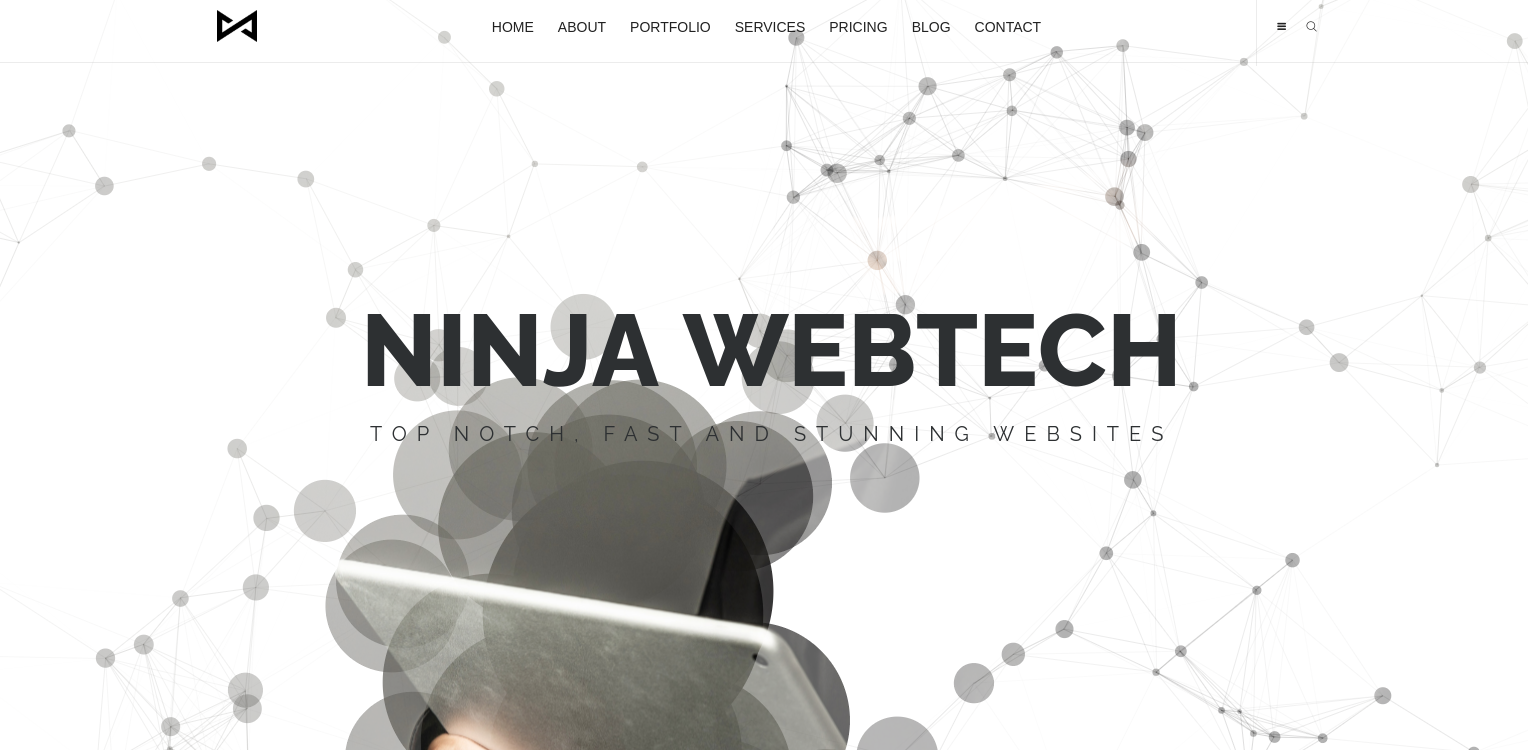 HOME ABOUT PORTFOLIO SERVICES PRICING BLOG CONTACT
NINJA WEBTECH
TOP NOTCH, FAST AND STUNNING WEBSITES